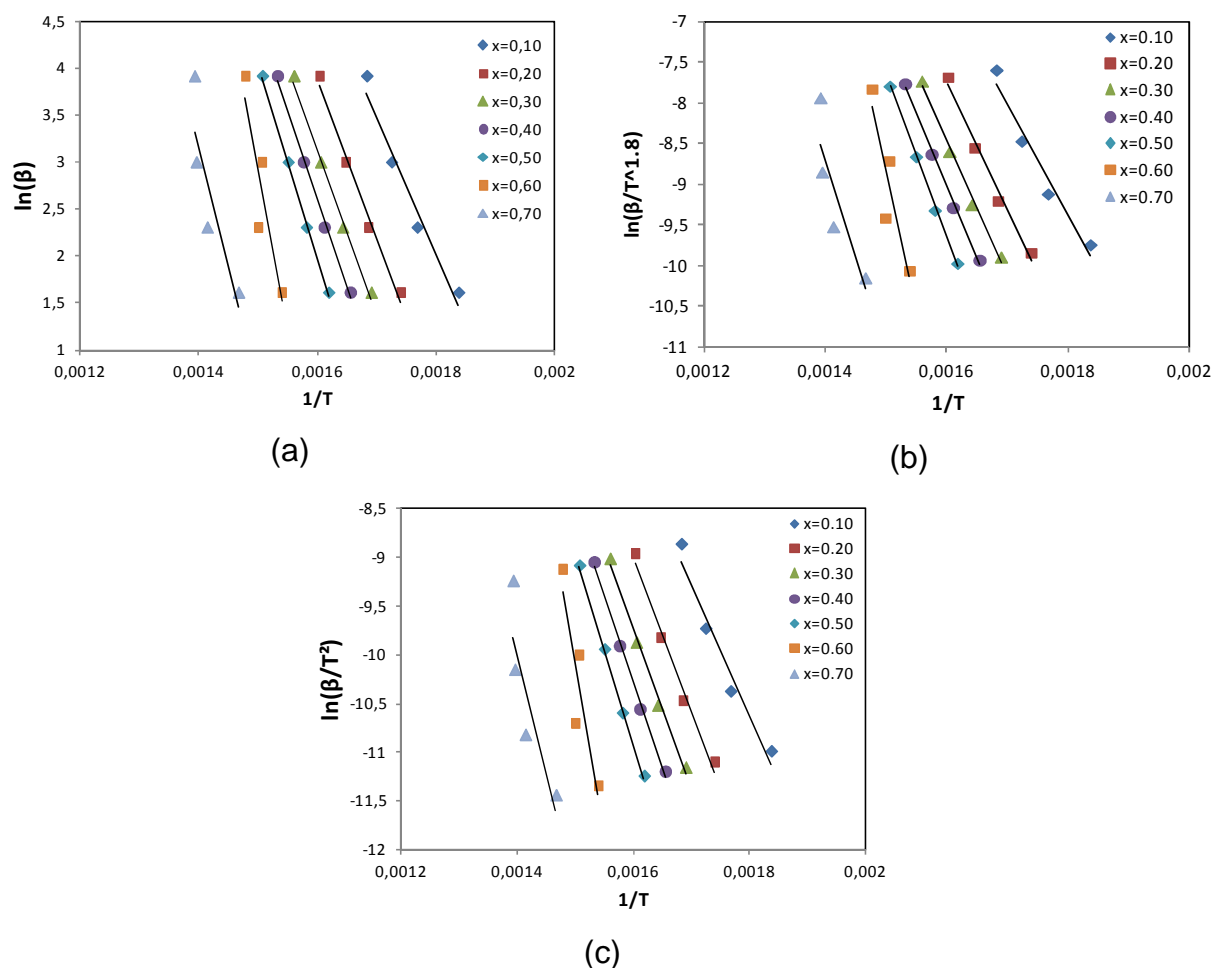 4,5
4
3,5
3
2,5
2
1,5
1
ln(β)
0,0012
0,0014
0,0016
0,0018
0,002
1/T
x=0,10
x=0,20
x=0,30
x=0,40
x=0,50
x=0,60
x=0,70
(a)
-7
-7,5
-8
-8,5
-9
-9,5
-10
-10,5
-11
ln(β/T^1.8)
0,0012
0,0014
0,0016
0,0018
0,002
1/T
x=0.10
x=0.20
x=0.30
x=0.40
x=0.50
x=0.60
x=0.70
(b)
-8,5
-9
-9,5
-10
-10,5
-11
-11,5
-12
ln(β/T²)
0,0012
0,0014
0,0016
0,0018
0,002
1/T
x=0.10
x=0.20
x=0.30
x=0.40
x=0.50
x=0.60
x=0.70
(c)